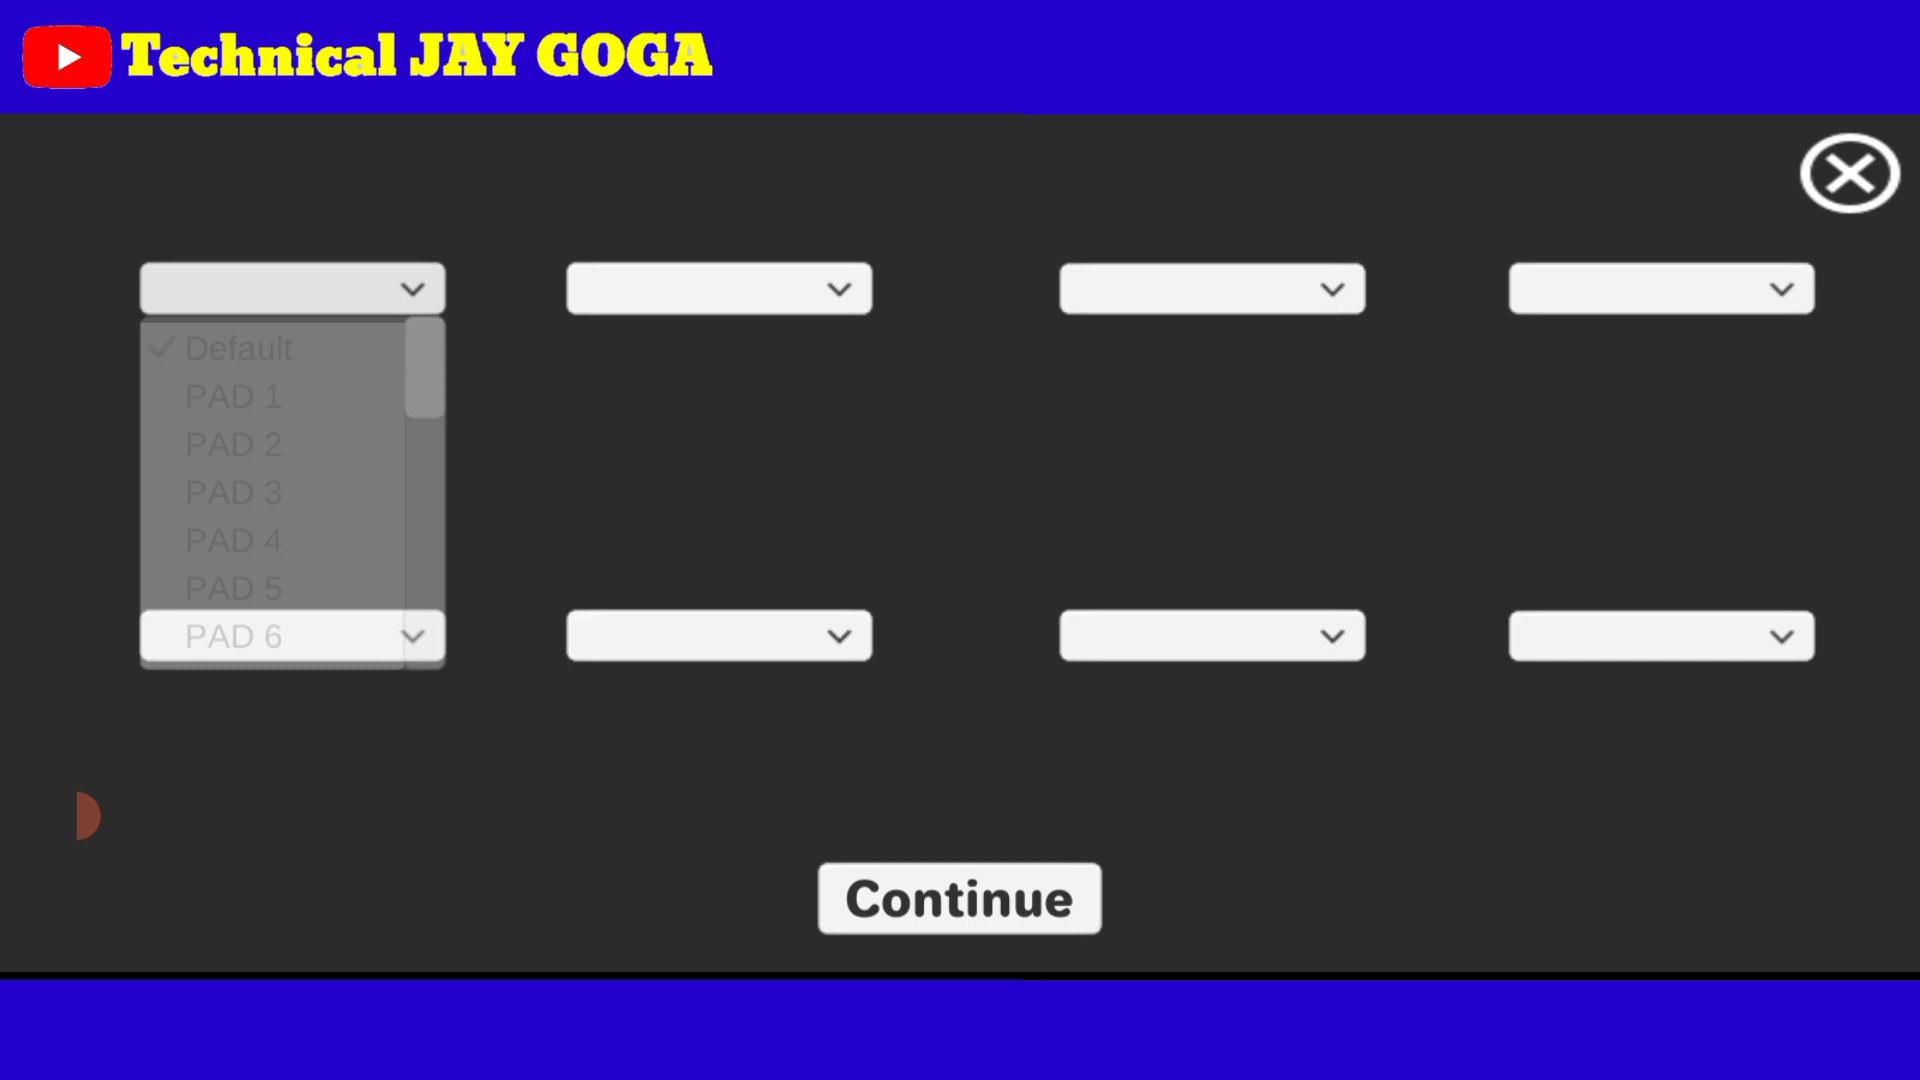 Technical JAY GOGA
Default
PAD 1
PAD 2
PAD 3
PAD 4
PAD 5
PAD 6
Continue